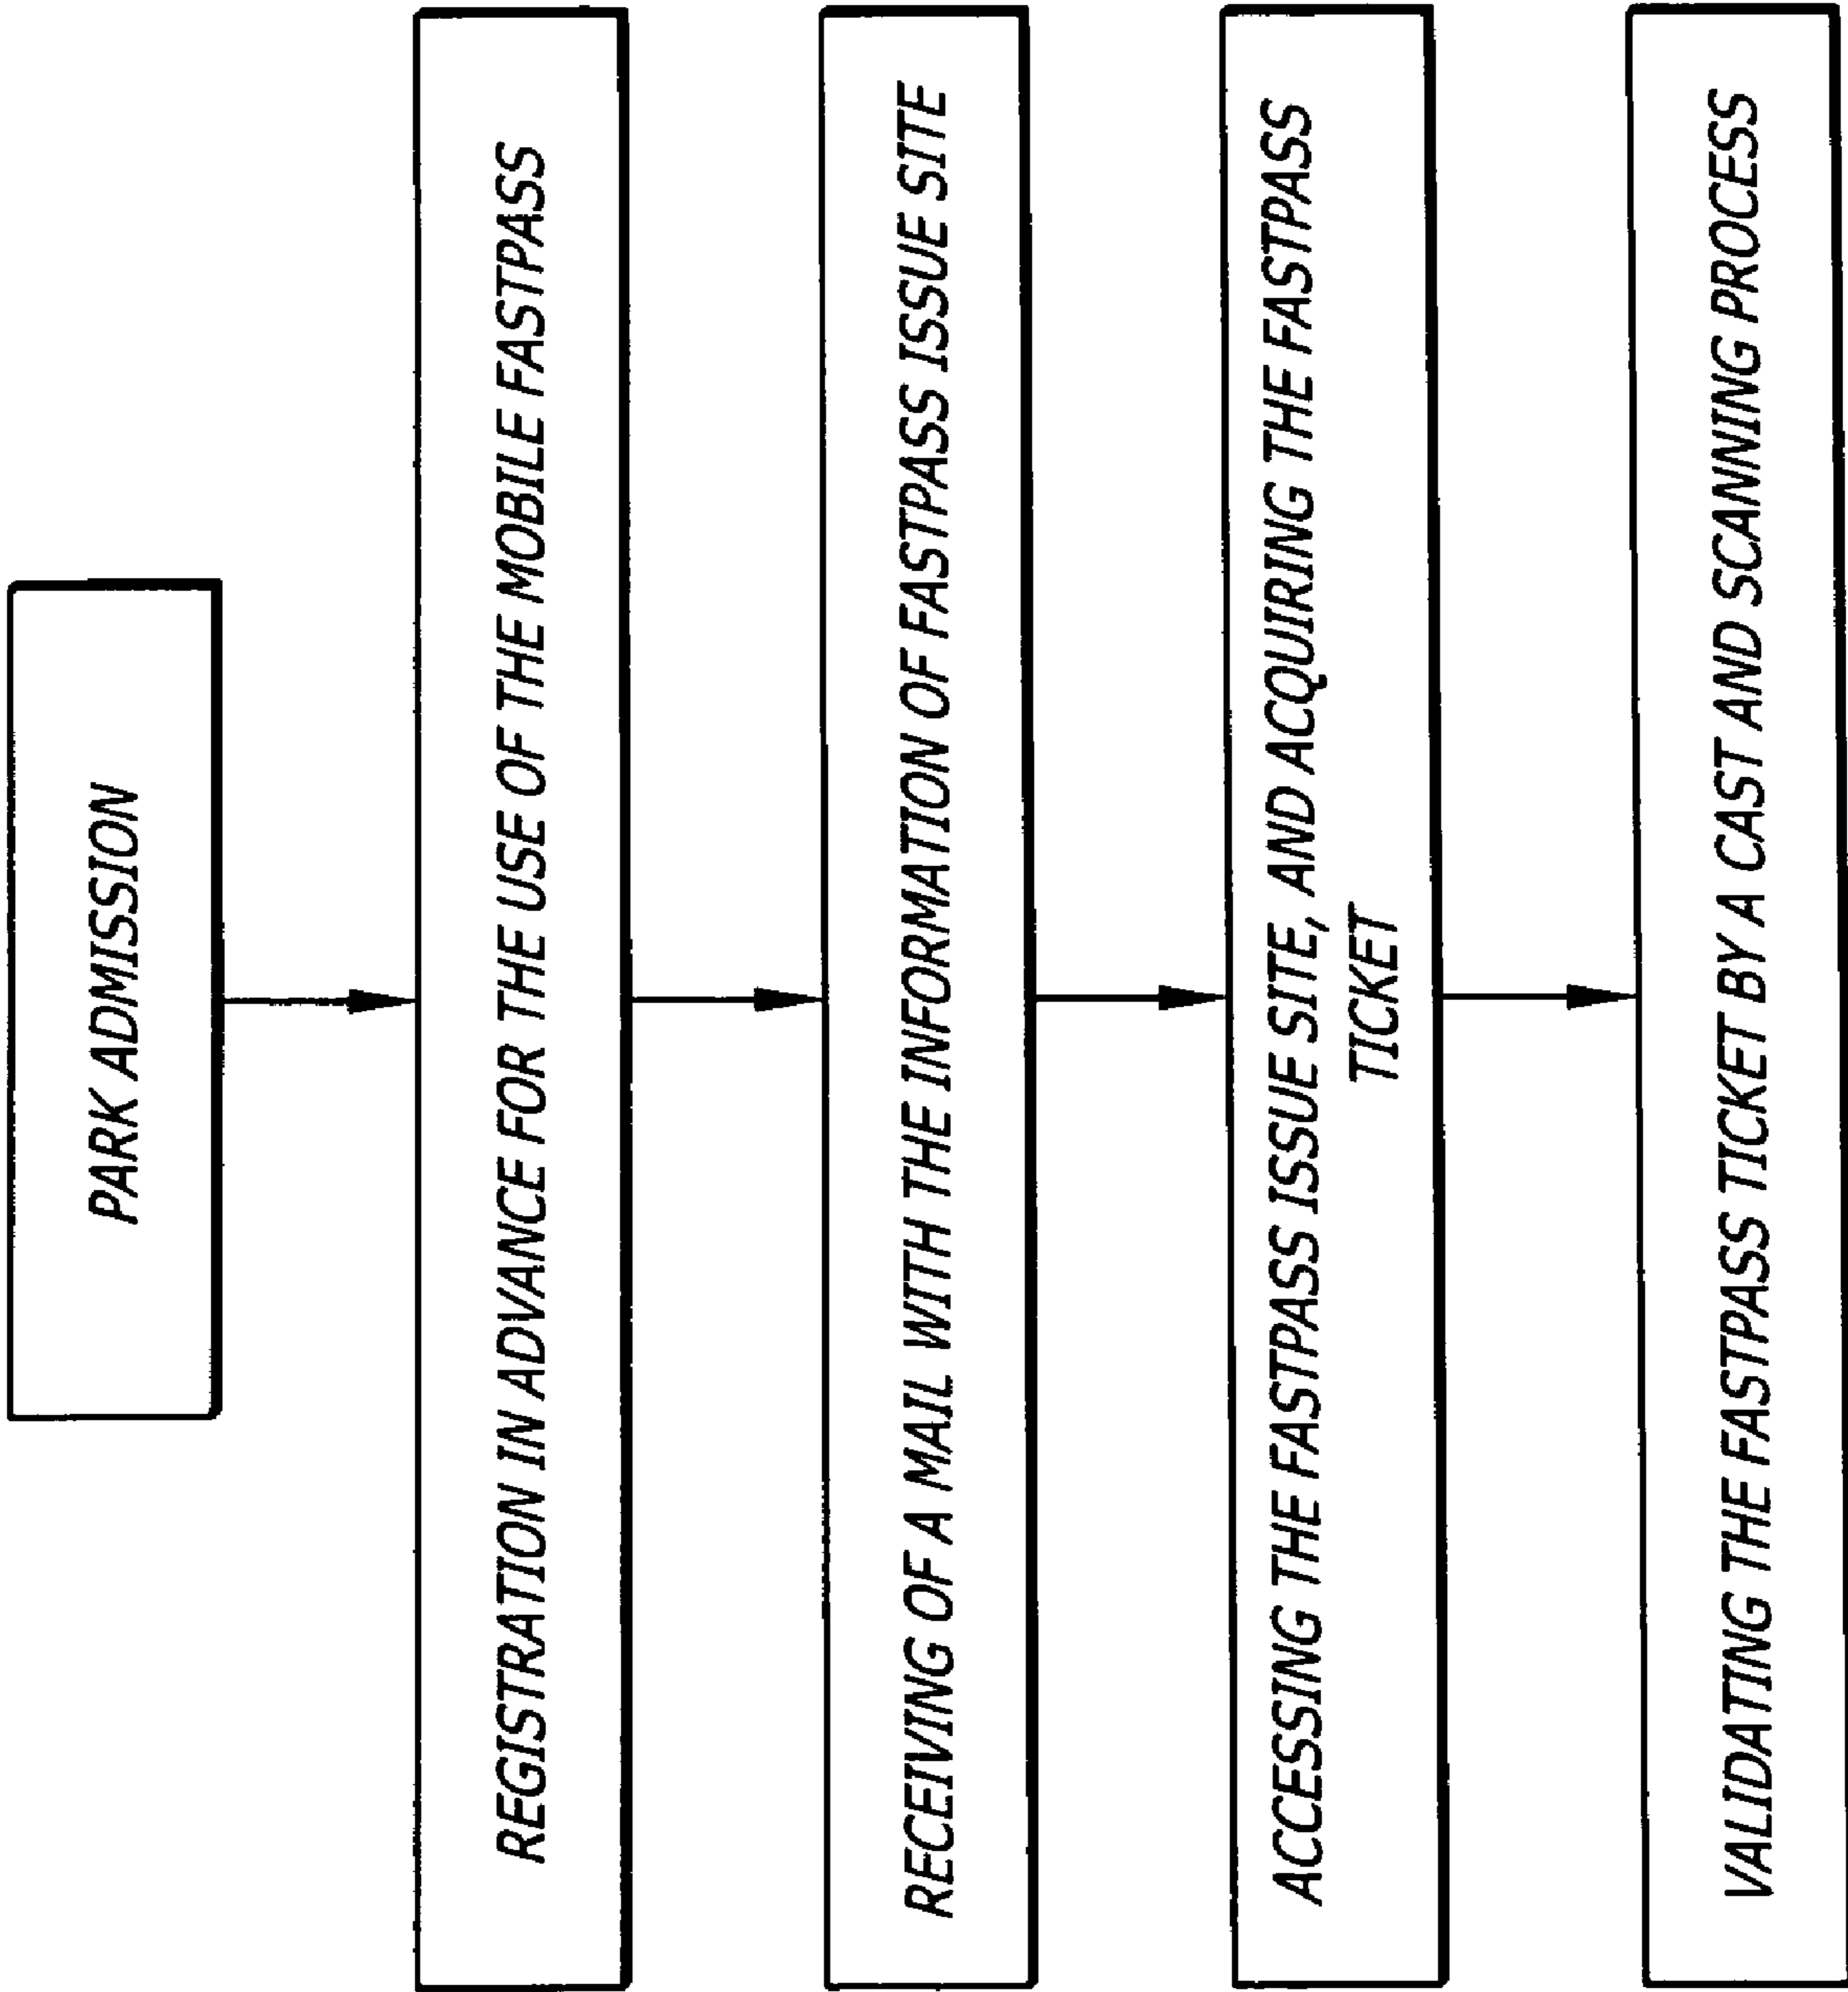 PARK ADMISSION
REGISTRATION IN ADVANCE FOR THE USE OF THE MOBILE FASTPASS
RECEIVING OF A MAIL WITH THE INFORMATION OF FASTPASS ISSUE SITE
ACCESSING THE FASTPASS ISSUE SITE, AND ACQUIRING THE FASTPASS
TICKET
VALIDATING THE FASTPASS TICKET BY A CAST AND SCANNING PROCESS